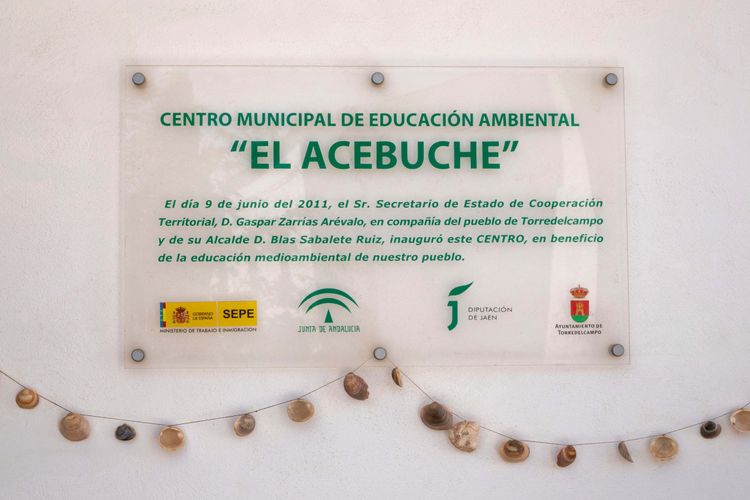 CENTRO MUNICIPAL DE EDUCACIÓN AMBIENTAL
“EL ACEBUCHE”
El día 9 de junio del 2011, el Sr. Secretario de Estado de Cooperación
Territorial, D. Gaspar Zarrías Arévalo, en compañía del pueblo de Torredelcampo
y de su Alcalde D. Blas Sabalete Ruiz, inauguró este CENTRO, en beneficio
de la educación medioambiental de nuestro pueblo.
GOBIERNO
DE ESPAÑA
SEPE
MINISTERIO DE TRABAJO E INMIGRACION
JUNTA DE ANDALUCIA
DIPUTACIÓN
DE JAÉN
AYUNTAMIENTO DE
TORREDELCAMPO